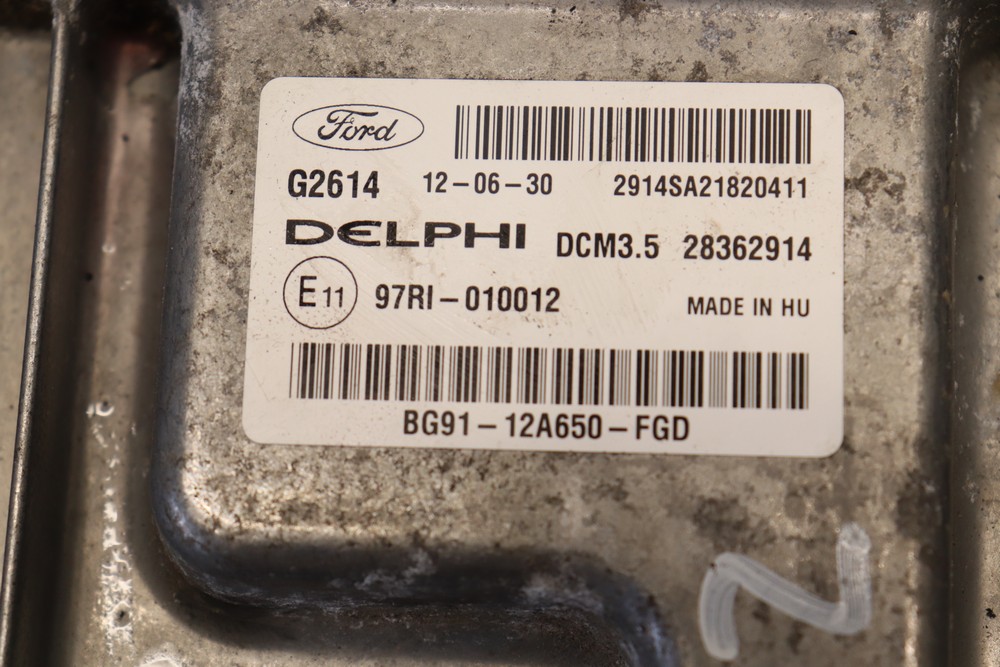 Ford
G2614 12-06-30 2914SA21820411
DELPHI DCM3.5 28362914
E11 97RI-010012 MADE IN HU
BG91-12A650-FGD
N